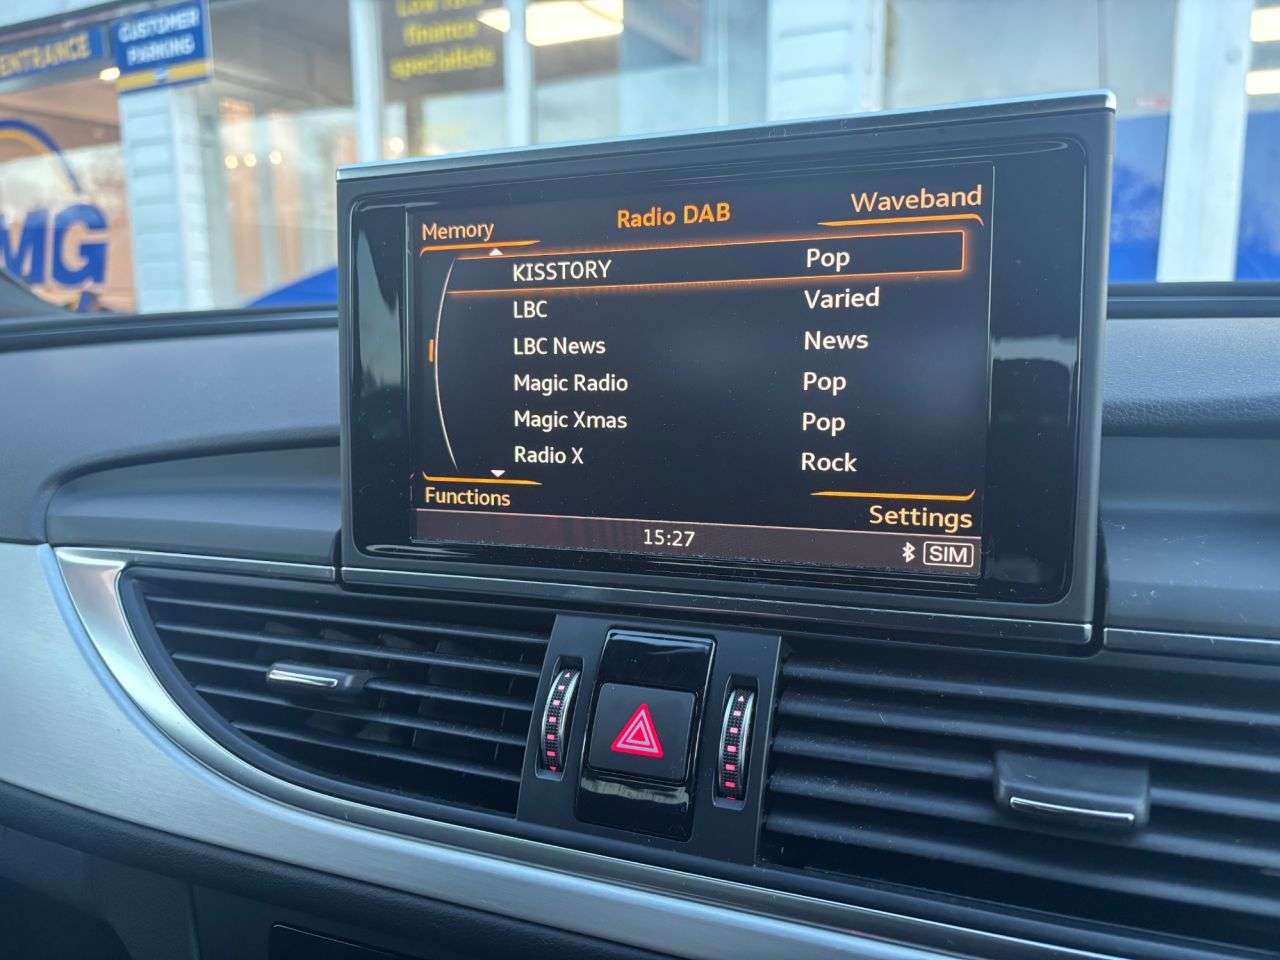 ENTRANCE
CUSTOMER
PARKING
Low rate
finance
specialists
MG
Memory
Radio DAB
Waveband
KISSTORY Pop
LBC Varied
LBC News News
Magic Radio Pop
Magic Xmas Pop
Radio X Rock
Functions
Settings
15:27
SIM